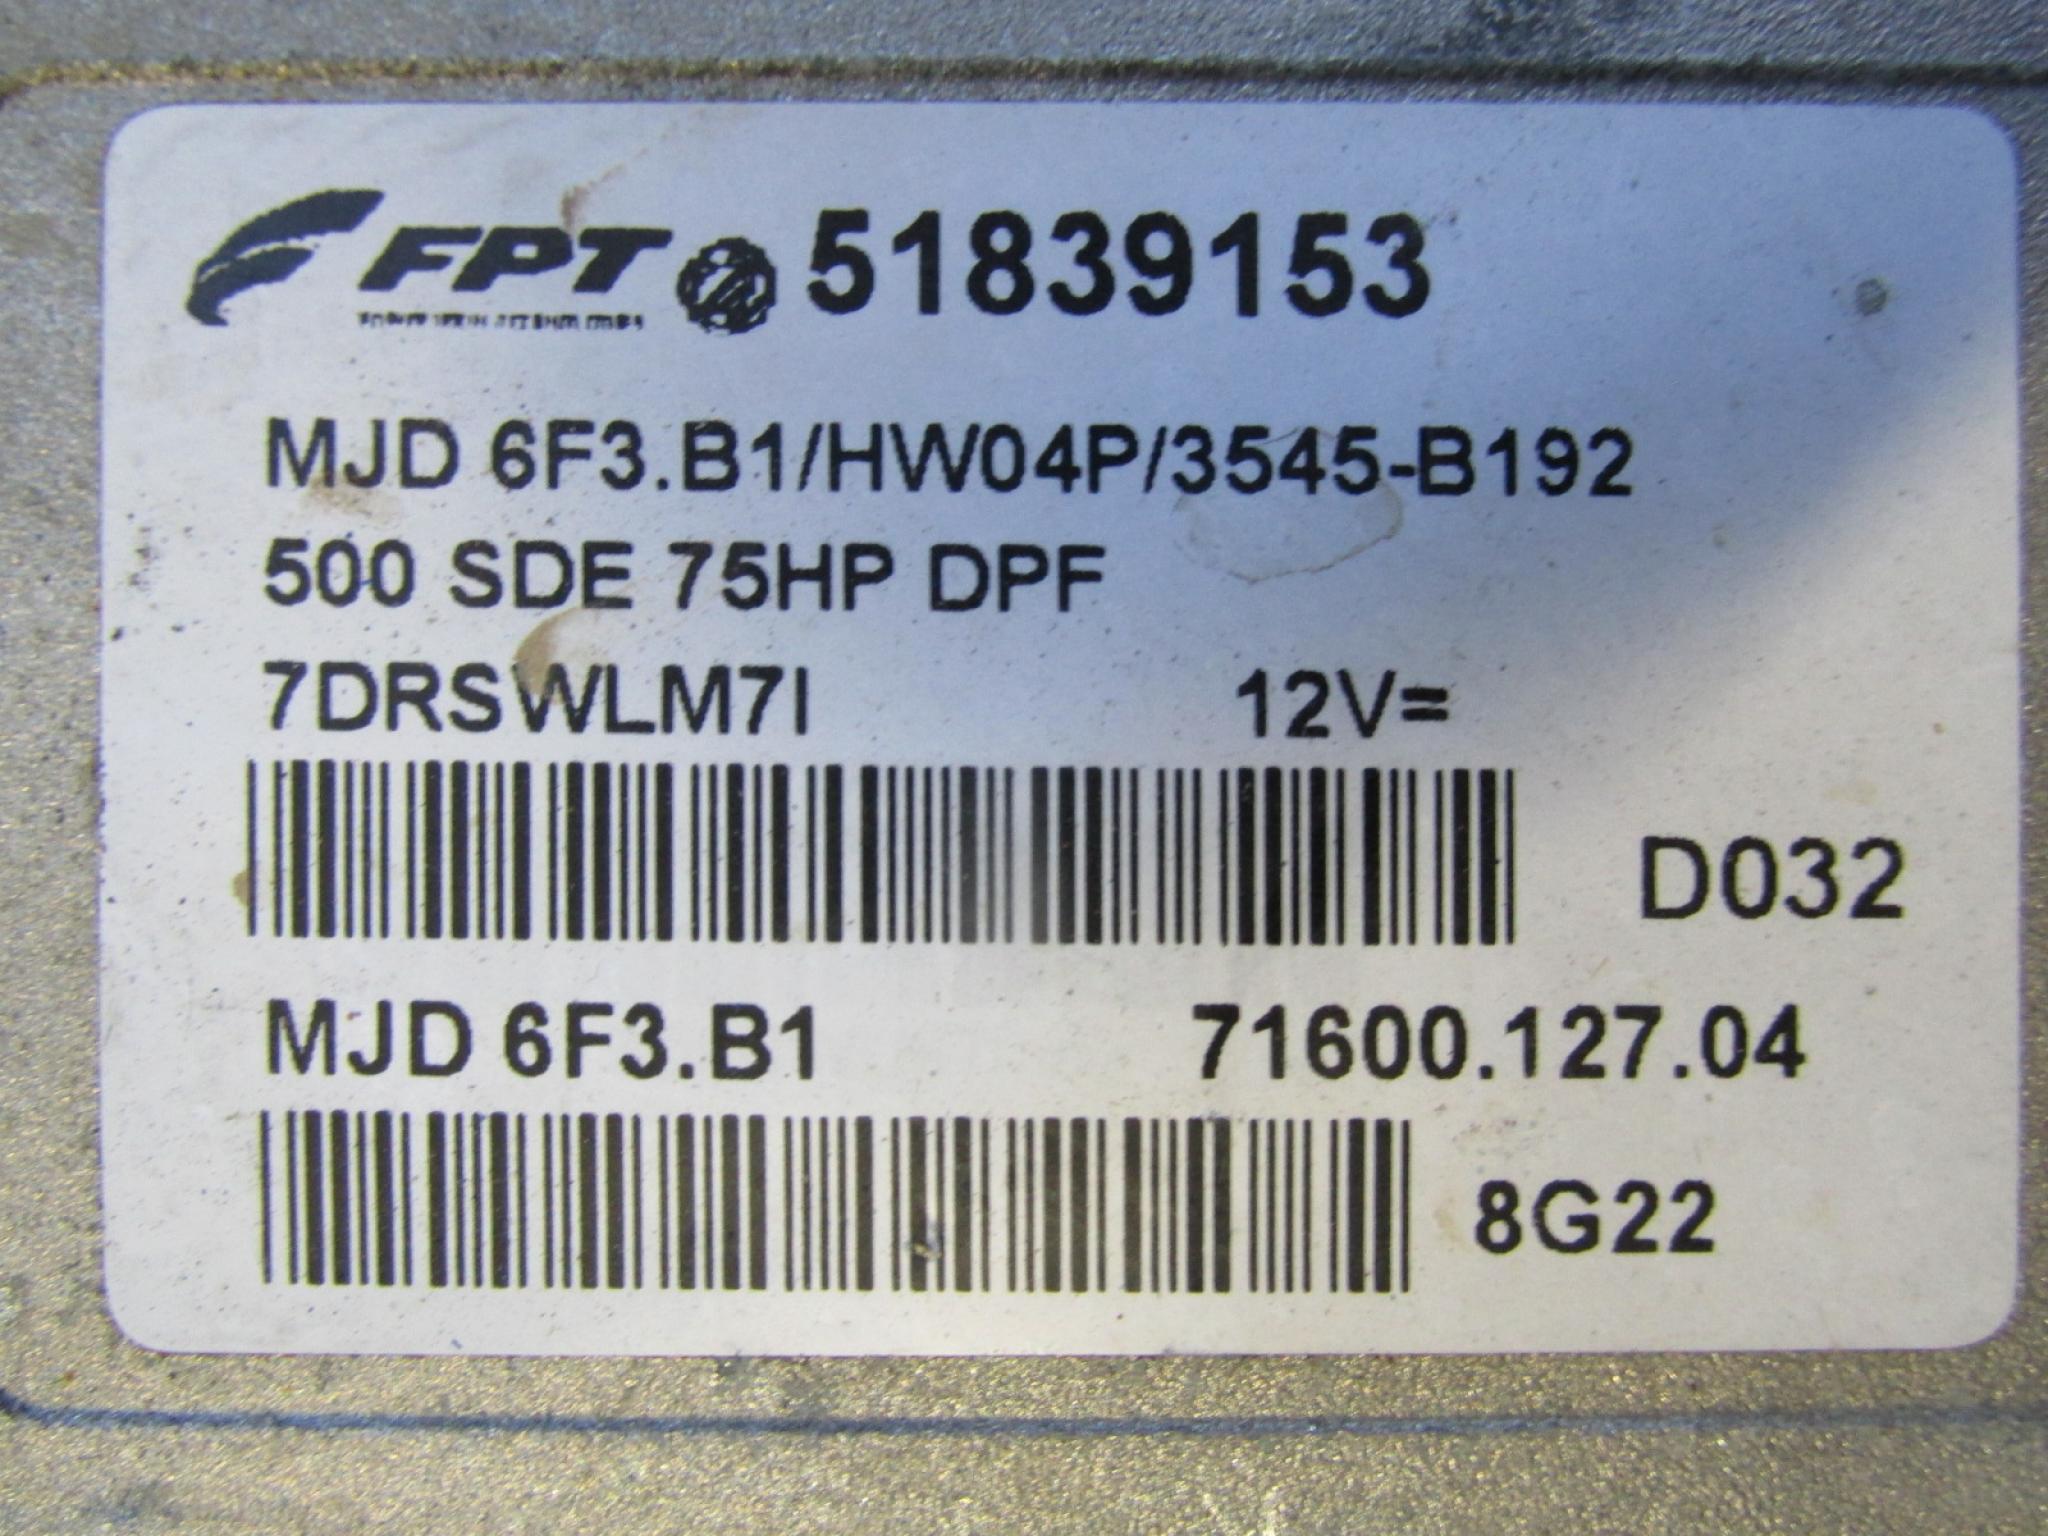 FPT 51839153
MJD 6F3.B1/HW04P/3545-B192
500 SDE 75HP DPF
7DRSWLM7I 12V=
D032
MJD 6F3.B1 71600.127.04
8G22